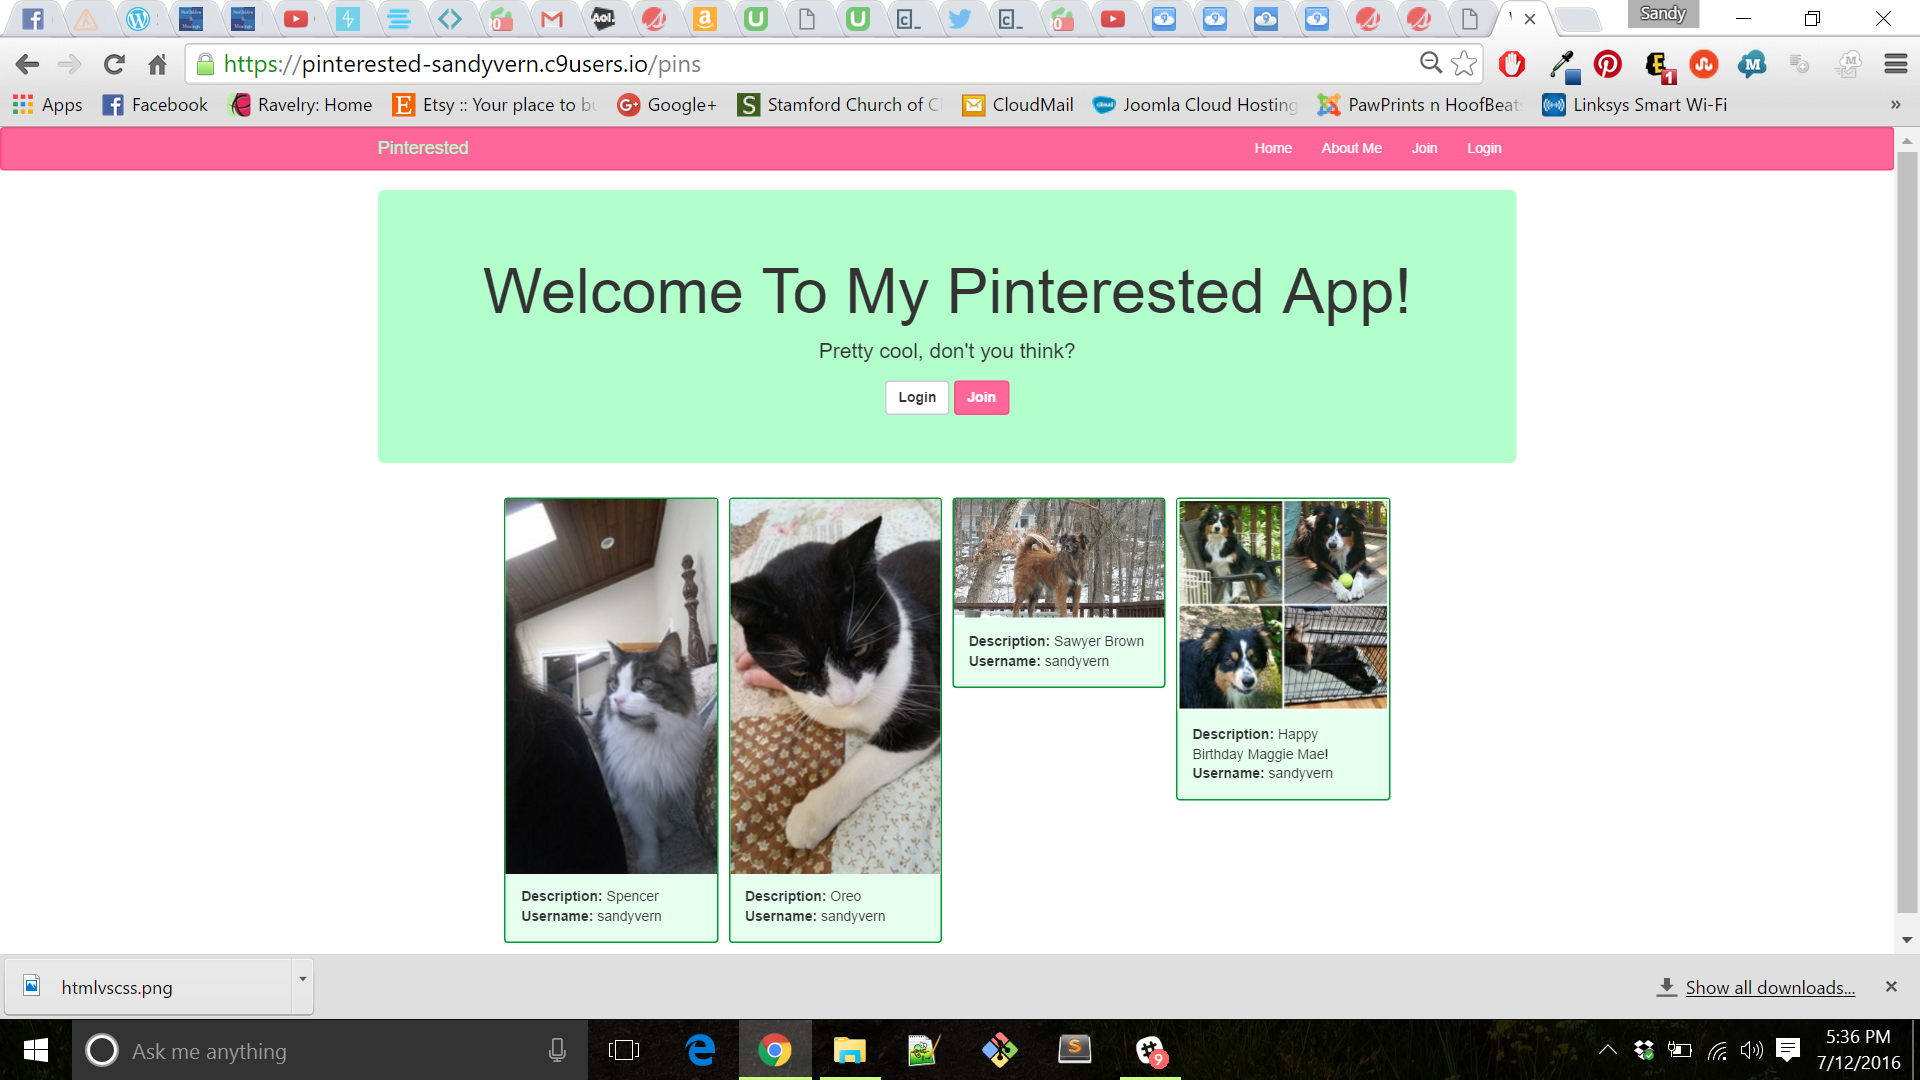 Sandy
https://pinterested-sandyvern.c9users.io/pins
Apps
Facebook
Ravelry: Home
Etsy :: Your place to bu
Google+
Stamford Church of C
CloudMail
Joomla Cloud Hosting
PawPrints n HoofBeats
Linksys Smart Wi-Fi
»
Pinterested
Home
About Me
Join
Login
Welcome To My Pinterested App!
Pretty cool, don't you think?
Login
Join
Description: Spencer
Username: sandyvern
Description: Oreo
Username: sandyvern
Description: Sawyer Brown
Username: sandyvern
Description: Happy
Birthday Maggie Mae!
Username: sandyvern
htmlvscss.png
Show all downloads...
Ask me anything
9
5:36 PM
7/12/2016